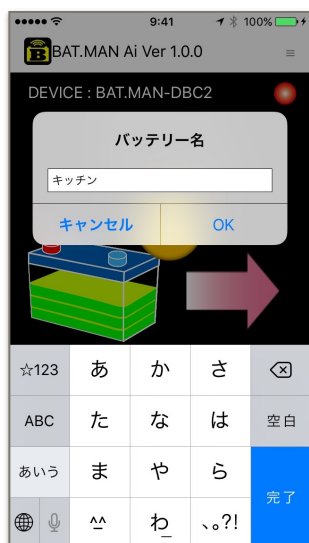 9:41
100%
BAT.MAN Ai Ver 1.0.0
DEVICE : BAT.MAN-DBC2
バッテリー名
キッチン
キャンセル OK
☆123 あ か さ
ABC た な は 空白
あいう ま や ら
^^ わ_ 、。?! 完了